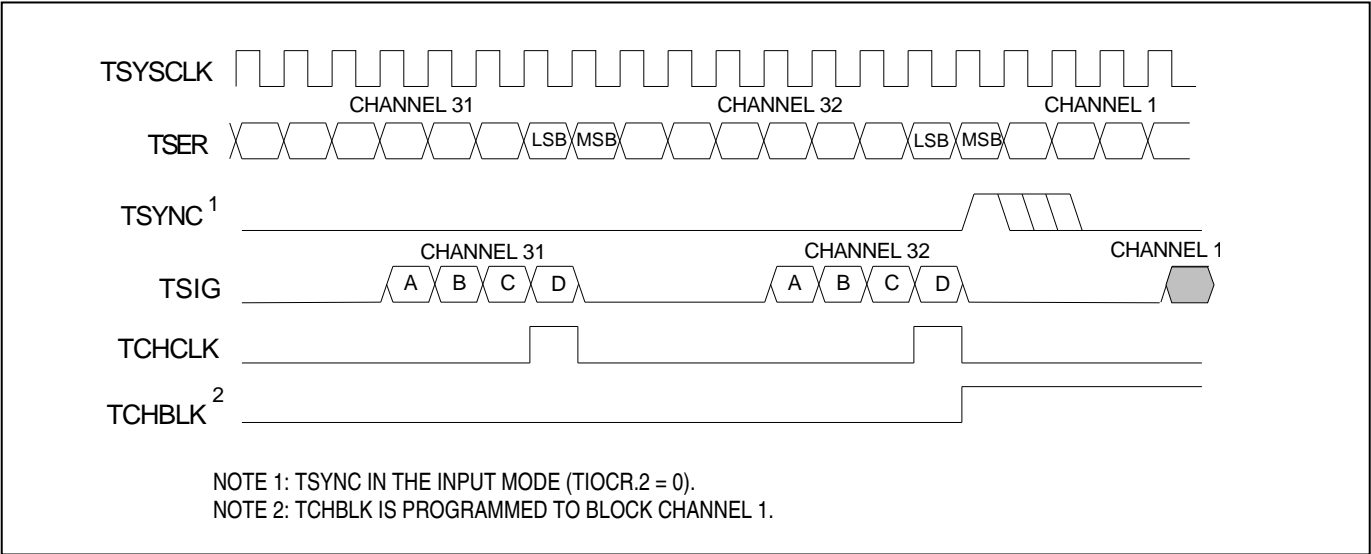 TSYSCLK
CHANNEL 31 CHANNEL 32 CHANNEL 1
TSER LSB MSB LSB MSB
TSYNC 1
CHANNEL 31 CHANNEL 32 CHANNEL 1
TSIG A B C D A B C D
TCHCLK
TCHBLK 2
NOTE 1: TSYNC IN THE INPUT MODE (TIOCR.2 = 0).
NOTE 2: TCHBLK IS PROGRAMMED TO BLOCK CHANNEL 1.